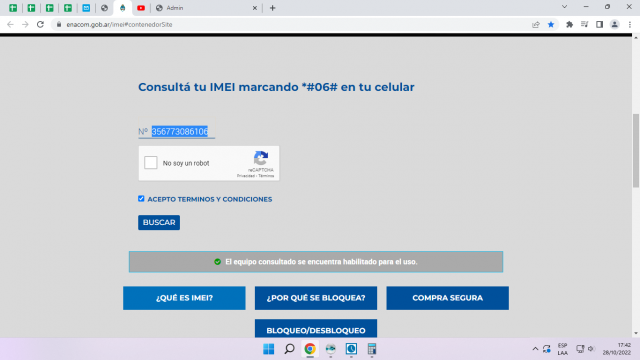 Admin
enacom.gob.ar/imei#contenedorSite
Consultá tu IMEI marcando *#06# en tu celular
Nº 356773086106
No soy un robot
reCAPTCHA
Privacidad - Términos
ACEPTO TERMINOS Y CONDICIONES
BUSCAR
El equipo consultado se encuentra habilitado para el uso.
¿QUÉ ES IMEI?
¿POR QUÉ SE BLOQUEA?
COMPRA SEGURA
BLOQUEO/DESBLOQUEO
ESP
LAA
17:42
28/10/2022